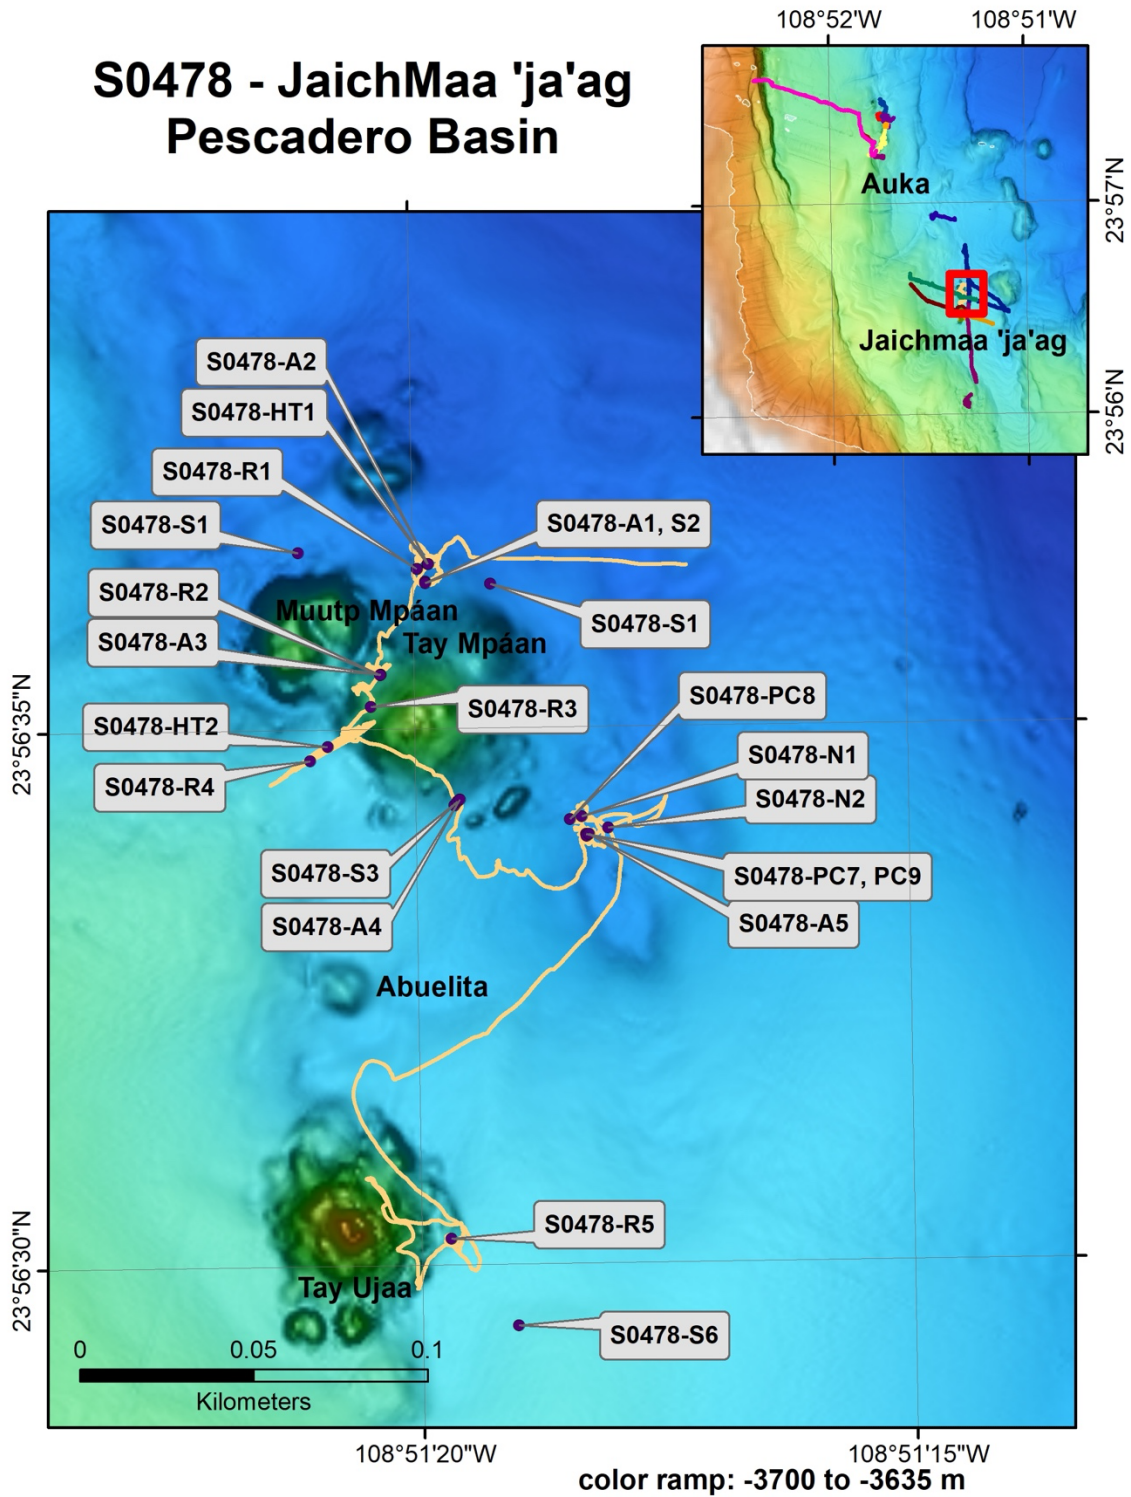 108°52'W
108°51'W
S0478 - JaichMaa 'ja'ag
Pescadero Basin
Auka
23°57'N
Jaichmaa 'ja'ag
23°56'N
S0478-A2
S0478-HT1
S0478-R1
S0478-S1
S0478-A1, S2
S0478-R2
Muutp Mpáan
S0478-S1
S0478-A3
Tay Mpáan
S0478-PC8
S0478-R3
S0478-HT2
23°56'35"N
S0478-N1
S0478-R4
S0478-N2
S0478-S3
S0478-PC7, PC9
S0478-A4
S0478-A5
Abuelita
S0478-R5
23°56'30"N
Tay Ujaa
S0478-S6
0 0.05 0.1
Kilometers
108°51'20"W
108°51'15"W
color ramp: -3700 to -3635 m